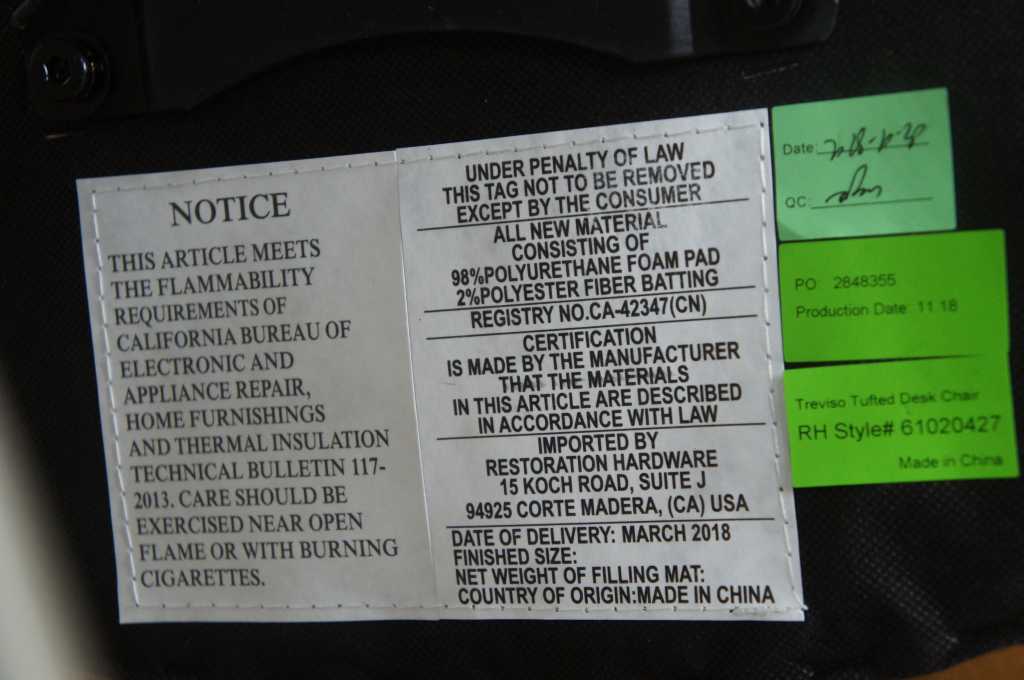 NOTICE
THIS ARTICLE MEETS
THE FLAMMABILITY
REQUIREMENTS OF
CALIFORNIA BUREAU OF
ELECTRONIC AND
APPLIANCE REPAIR,
HOME FURNISHINGS
AND THERMAL INSULATION
TECHNICAL BULLETIN 117-
2013. CARE SHOULD BE
EXERCISED NEAR OPEN
FLAME OR WITH BURNING
CIGARETTES.
UNDER PENALTY OF LAW
THIS TAG NOT TO BE REMOVED
EXCEPT BY THE CONSUMER
ALL NEW MATERIAL
CONSISTING OF
98%POLYURETHANE FOAM PAD
2%POLYESTER FIBER BATTING
REGISTRY NO.CA-42347(CN)
CERTIFICATION
IS MADE BY THE MANUFACTURER
THAT THE MATERIALS
IN THIS ARTICLE ARE DESCRIBED
IN ACCORDANCE WITH LAW
IMPORTED BY
RESTORATION HARDWARE
15 KOCH ROAD, SUITE J
94925 CORTE MADERA, (CA) USA
DATE OF DELIVERY: MARCH 2018
FINISHED SIZE:
NET WEIGHT OF FILLING MAT:
COUNTRY OF ORIGIN:MADE IN CHINA
Date:
QC:
PO: 2848355
Production Date: 11.18
Treviso Tufted Desk Chair
RH Style# 61020427
Made in China